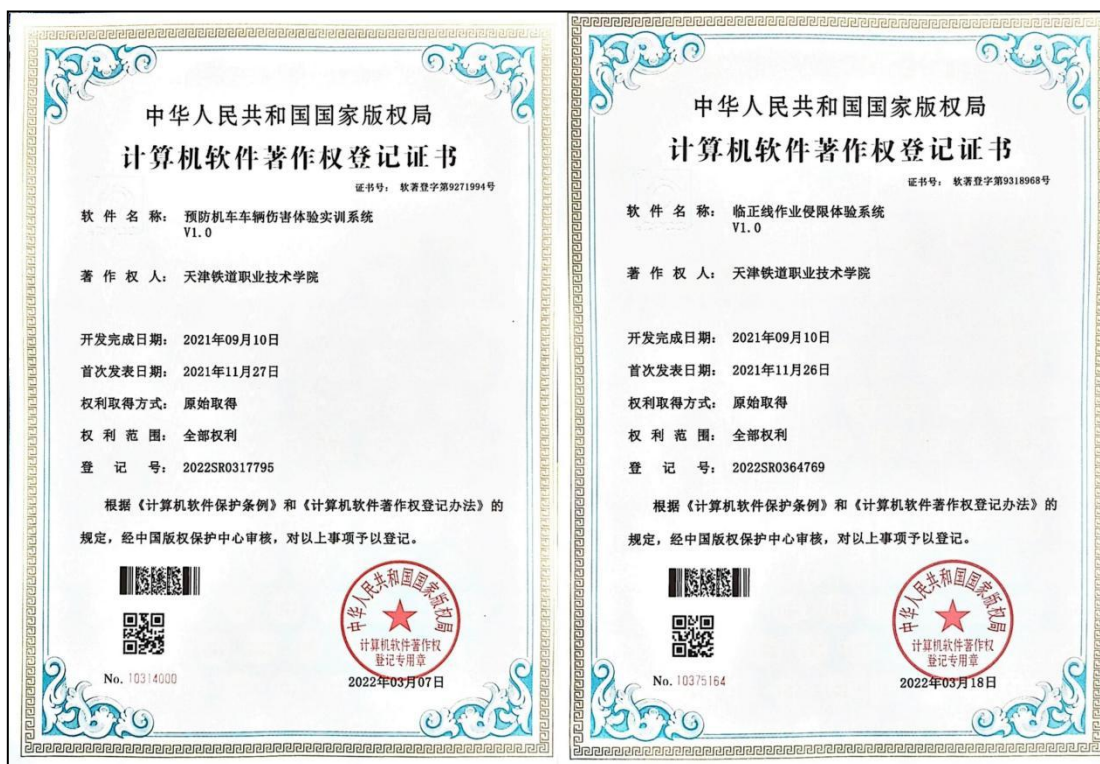 中华人民共和国国家版权局
计算机软件著作权登记证书
证书号： 软著登字第9271994号
软件名称： 预防机车车辆伤害体验实训系统
V1.0
著作权人： 天津铁道职业技术学院
开发完成日期： 2021年09月10日
首次发表日期： 2021年11月27日
权利取得方式： 原始取得
权利范围： 全部权利
登记号： 2022SR0317795
根据《计算机软件保护条例》和《计算机软件著作权登记办法》的
规定，经中国版权保护中心审核，对以上事项予以登记。
中华人民共和国国家版权局
计算机软件著作权
登记专用章
No. 10314000
2022年03月07日
中华人民共和国国家版权局
计算机软件著作权登记证书
证书号： 软著登字第9318968号
软件名称： 临正线作业侵限体验系统
V1.0
著作权人： 天津铁道职业技术学院
开发完成日期： 2021年09月10日
首次发表日期： 2021年11月26日
权利取得方式： 原始取得
权利范围： 全部权利
登记号： 2022SR0364769
根据《计算机软件保护条例》和《计算机软件著作权登记办法》的
规定，经中国版权保护中心审核，对以上事项予以登记。
中华人民共和国国家版权局
计算机软件著作权
登记专用章
No. 10375164
2022年03月18日